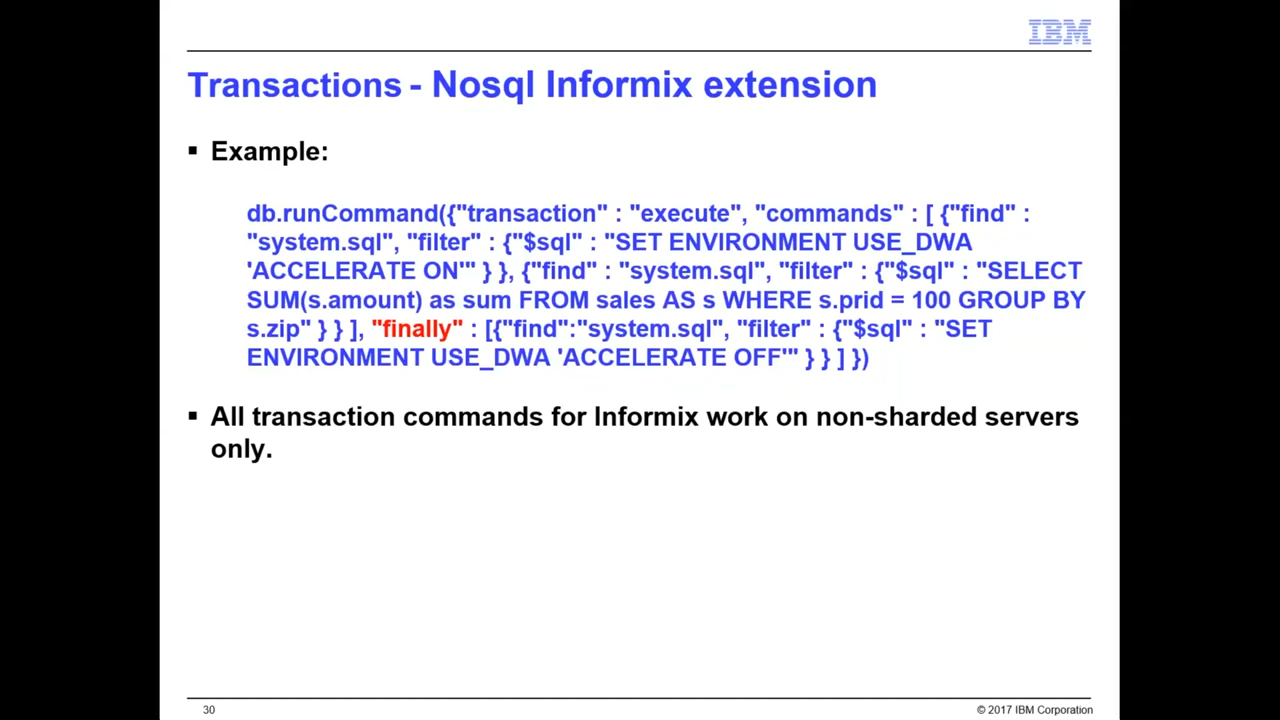 IBM
Transactions - Nosql Informix extension
▪ Example:
db.runCommand({"transaction" : "execute", "commands" : [ {"find" :
"system.sql", "filter" : {"$sql" : "SET ENVIRONMENT USE_DWA
'ACCELERATE ON'" } }, {"find" : "system.sql", "filter" : {"$sql" : "SELECT
SUM(s.amount) as sum FROM sales AS s WHERE s.prid = 100 GROUP BY
s.zip" } } ], "finally" : [{"find":"system.sql", "filter" : {"$sql" : "SET
ENVIRONMENT USE_DWA 'ACCELERATE OFF'" } } ] })
▪ All transaction commands for Informix work on non-sharded servers
only.
30
© 2017 IBM Corporation